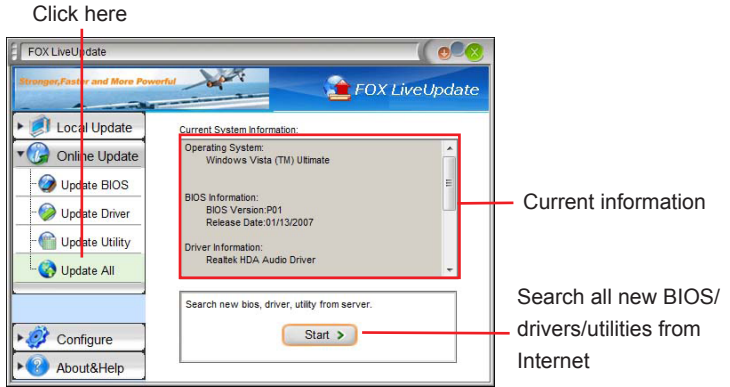 Click here
FOX LiveUpdate
Stronger,Faster and More Powerful
FOX LiveUpdate
Local Update
Online Update
Update BIOS
Update Driver
Update Utility
Update All
Configure
About&Help
Current System Information:
Operating System:
Windows Vista (TM) Ultimate
BIOS Information:
BIOS Version:P01
Release Date:01/13/2007
Driver Information:
Realtek HDA Audio Driver
Search new bios, driver, utility from server.
Start >
Current information
Search all new BIOS/
drivers/utilities from
Internet